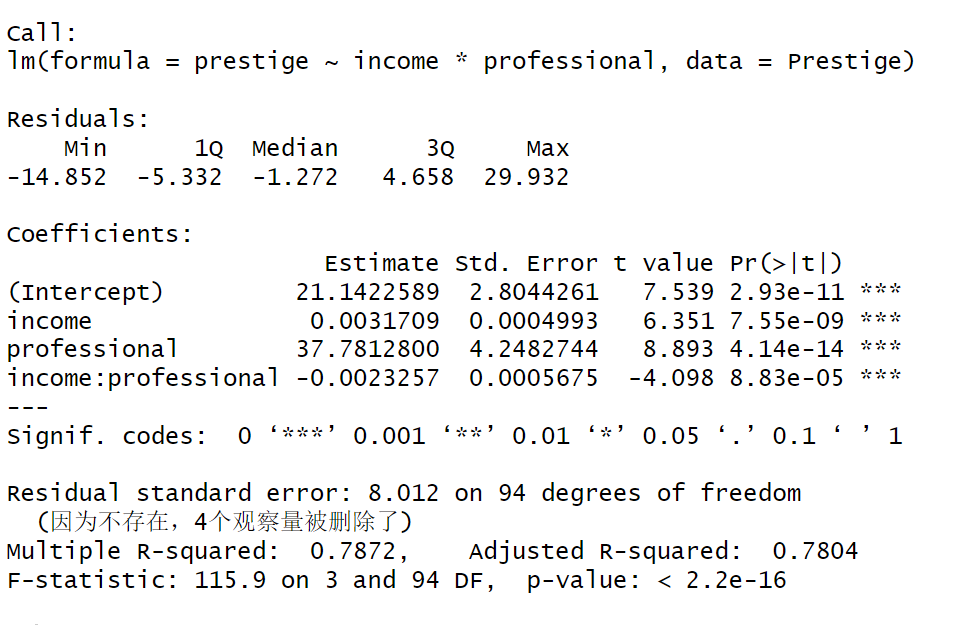 Call:
lm(formula = prestige ~ income * professional, data = Prestige)
Residuals:
    Min      1Q  Median      3Q     Max
-14.852  -5.332  -1.272   4.658  29.932
Coefficients:
                      Estimate Std. Error t value Pr(>|t|)
(Intercept)         21.1422589  2.8044261   7.539 2.93e-11 ***
income               0.0031709  0.0004993   6.351 7.55e-09 ***
professional        37.7812800  4.2482744   8.893 4.14e-14 ***
income:professional -0.0023257  0.0005675  -4.098 8.83e-05 ***
---
Signif. codes:  0 ‘***’ 0.001 ‘**’ 0.01 ‘*’ 0.05 ‘.’ 0.1 ‘ ’ 1
Residual standard error: 8.012 on 94 degrees of freedom
  (因为不存在，4个观察量被删除了)
Multiple R-squared:  0.7872,	Adjusted R-squared:  0.7804
F-statistic: 115.9 on 3 and 94 DF,  p-value: < 2.2e-16